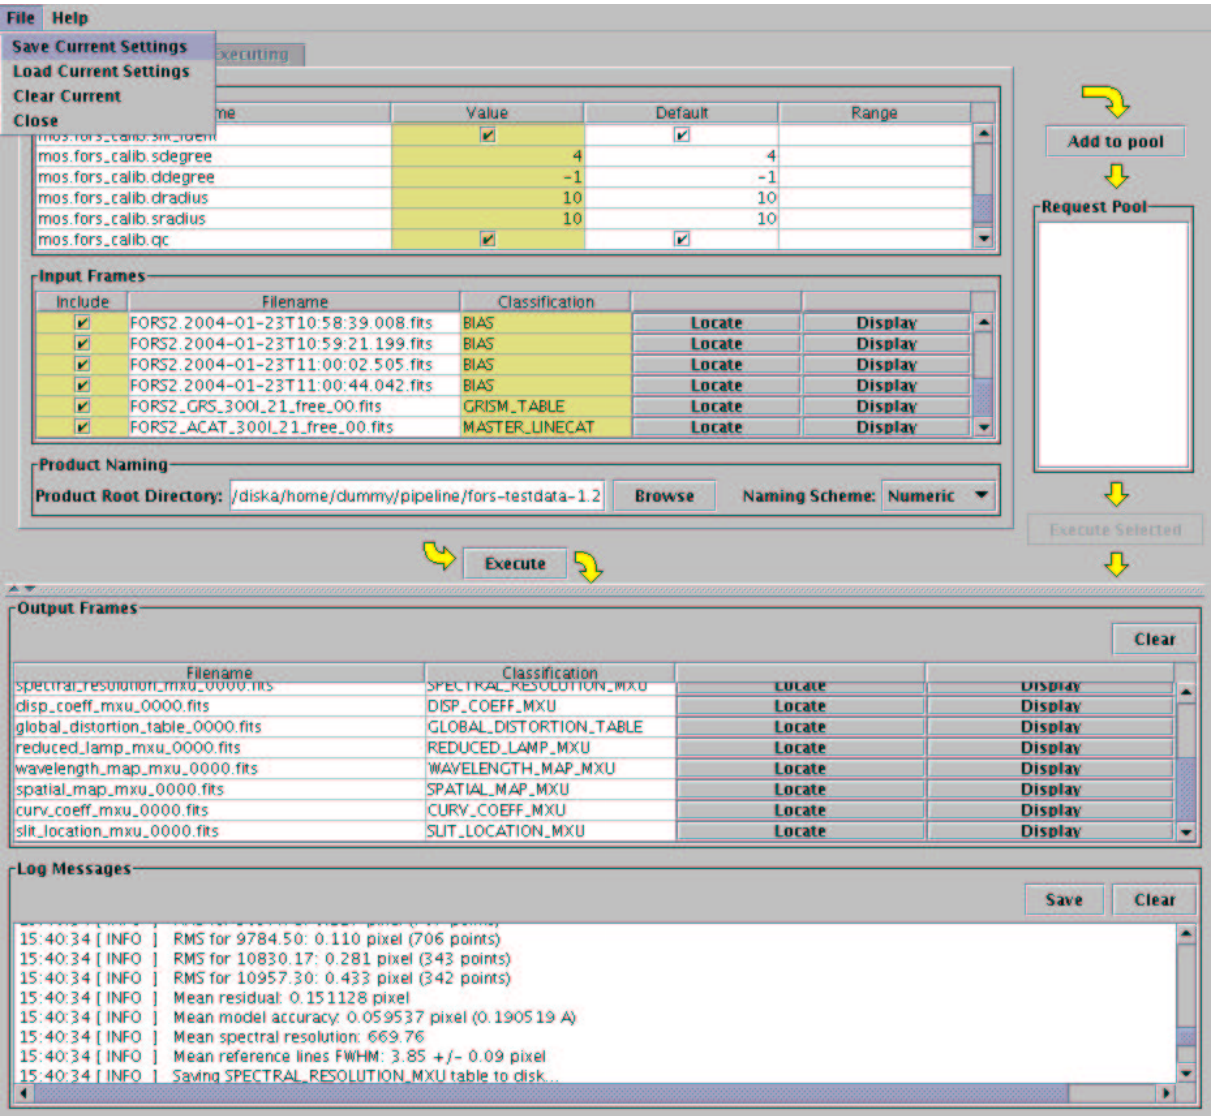 File Help
Save Current Settings
Load Current Settings
Clear Current
Close
Executing
Value Default Range
mos.fors_calib.slit_ident
mos.fors_calib.sdegree 4 4
mos.fors_calib.ddegree -1 -1
mos.fors_calib.dradius 10 10
mos.fors_calib.sradius 10 10
mos.fors_calib.qc
Add to pool
Request Pool
Input Frames
Include Filename Classification
FORS2.2004-01-23T10:58:39.008.fits BIAS Locate Display
FORS2.2004-01-23T10:59:21.199.fits BIAS Locate Display
FORS2.2004-01-23T11:00:02.505.fits BIAS Locate Display
FORS2.2004-01-23T11:00:44.042.fits BIAS Locate Display
FORS2_GRS_300I_21_free_00.fits GRISM_TABLE Locate Display
FORS2_ACAT_300I_21_free_00.fits MASTER_LINECAT Locate Display
Product Naming
Product Root Directory: /diska/home/dummy/pipeline/fors-testdata-1.2 Browse Naming Scheme: Numeric
Execute Selected
Execute
Output Frames
Clear
Filename Classification
spectral_resolution_mxu_0000.fits SPECTRAL_RESOLUTION_MXU Locate Display
disp_coeff_mxu_0000.fits DISP_COEFF_MXU Locate Display
global_distortion_table_0000.fits GLOBAL_DISTORTION_TABLE Locate Display
reduced_lamp_mxu_0000.fits REDUCED_LAMP_MXU Locate Display
wavelength_map_mxu_0000.fits WAVELENGTH_MAP_MXU Locate Display
spatial_map_mxu_0000.fits SPATIAL_MAP_MXU Locate Display
curv_coeff_mxu_0000.fits CURV_COEFF_MXU Locate Display
slit_location_mxu_0000.fits SLIT_LOCATION_MXU Locate Display
Log Messages
Save Clear
15:40:34 [ INFO ] RMS for 9784.50: 0.110 pixel (706 points)
15:40:34 [ INFO ] RMS for 10830.17: 0.281 pixel (343 points)
15:40:34 [ INFO ] RMS for 10957.30: 0.433 pixel (342 points)
15:40:34 [ INFO ] Mean residual: 0.151128 pixel
15:40:34 [ INFO ] Mean model accuracy: 0.059537 pixel (0.190519 A)
15:40:34 [ INFO ] Mean spectral resolution: 669.76
15:40:34 [ INFO ] Mean reference lines FWHM: 3.85 +/- 0.09 pixel
15:40:34 [ INFO ] Saving SPECTRAL_RESOLUTION_MXU table to disk...